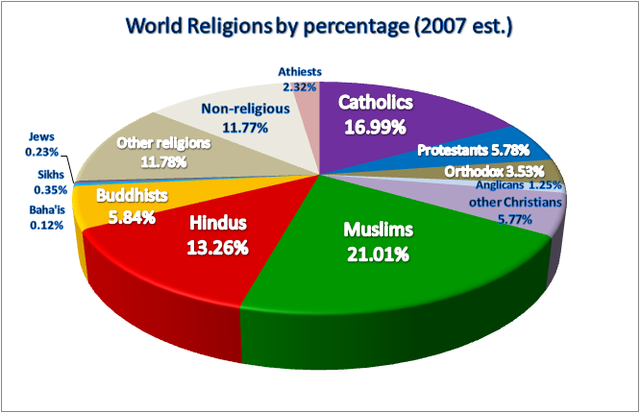 World Religions by percentage (2007 est.)
Athiests
2.32%
Catholics
16.99%
Non-religious
11.77%
Protestants 5.78%
Jews
0.23%
Other religions
11.78%
Orthodox 3.53%
Sikhs
0.35%
Anglicans 1.25%
Buddhists
5.84%
other Christians
5.77%
Baha'is
0.12%
Hindus
13.26%
Muslims
21.01%